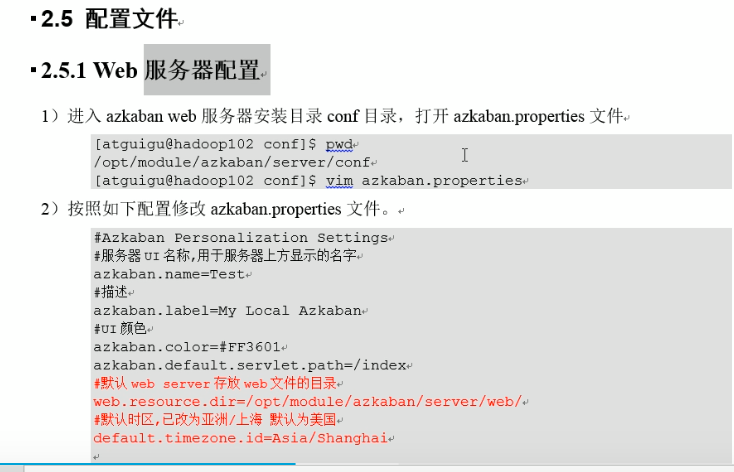 2.5 配置文件
2.5.1 Web 服务器配置
1）进入 azkaban web 服务器安装目录 conf 目录，打开 azkaban.properties 文件
[atguigu@hadoop102 conf]$ pwd
/opt/module/azkaban/server/conf
[atguigu@hadoop102 conf]$ vim azkaban.properties
2）按照如下配置修改 azkaban.properties 文件。
#Azkaban Personalization Settings
#服务器 UI 名称,用于服务器上方显示的名字
azkaban.name=Test
#描述
azkaban.label=My Local Azkaban
#UI 颜色
azkaban.color=#FF3601
azkaban.default.servlet.path=/index
#默认 web server 存放 web 文件的目录
web.resource.dir=/opt/module/azkaban/server/web/
#默认时区,已改为亚洲/上海 默认为美国
default.timezone.id=Asia/Shanghai